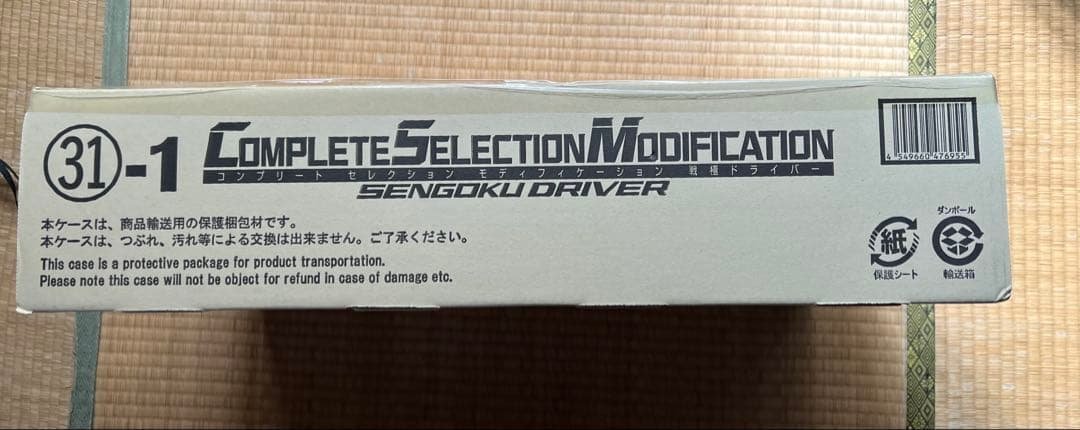 31-1
COMPLETE SELECTION MODIFICATION
コンプリート セレクション モディフィケーション 戦極ドライバー
SENGOKU DRIVER
4 549660 476955
本ケースは、商品輸送用の保護梱包材です。
本ケースは、つぶれ、汚れ等による交換は出来ません。ご了承ください。
This case is a protective package for product transportation.
Please note this case will not be object for refund in case of damage etc.
紙
保護シート
ダンボール
輸送箱